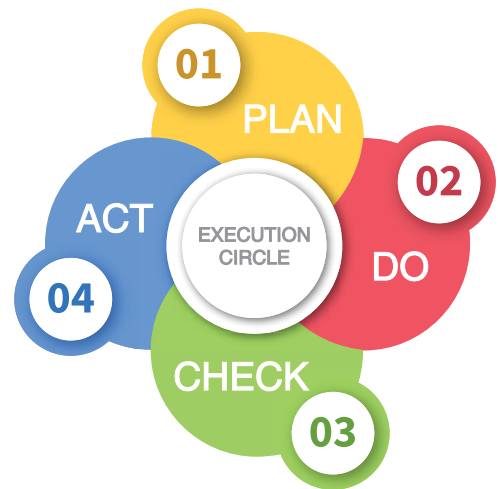 01
PLAN
02
DO
EXECUTION
CIRCLE
03
CHECK
04
ACT